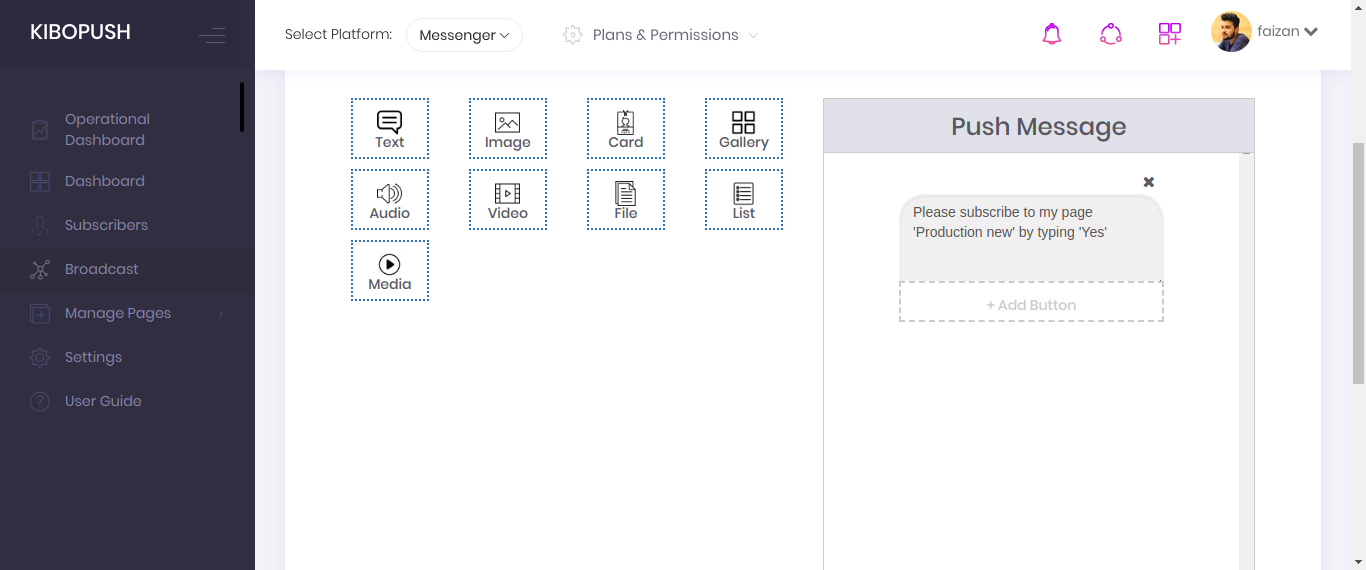 KIBOPUSH
Select Platform:
Messenger
Plans & Permissions
faizan
Operational
Dashboard
Dashboard
Subscribers
Broadcast
Manage Pages
Settings
User Guide
Text
Image
Card
Gallery
Audio
Video
File
List
Media
Push Message
Please subscribe to my page
'Production new' by typing 'Yes'
+ Add Button